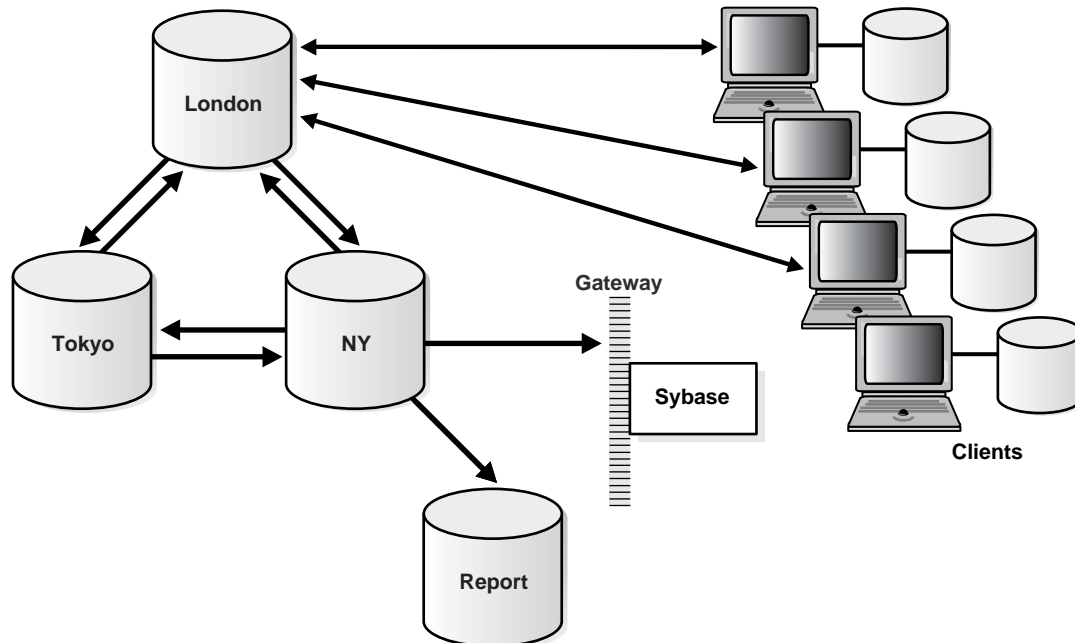 London
Gateway
Tokyo
NY
Sybase
Clients
Report